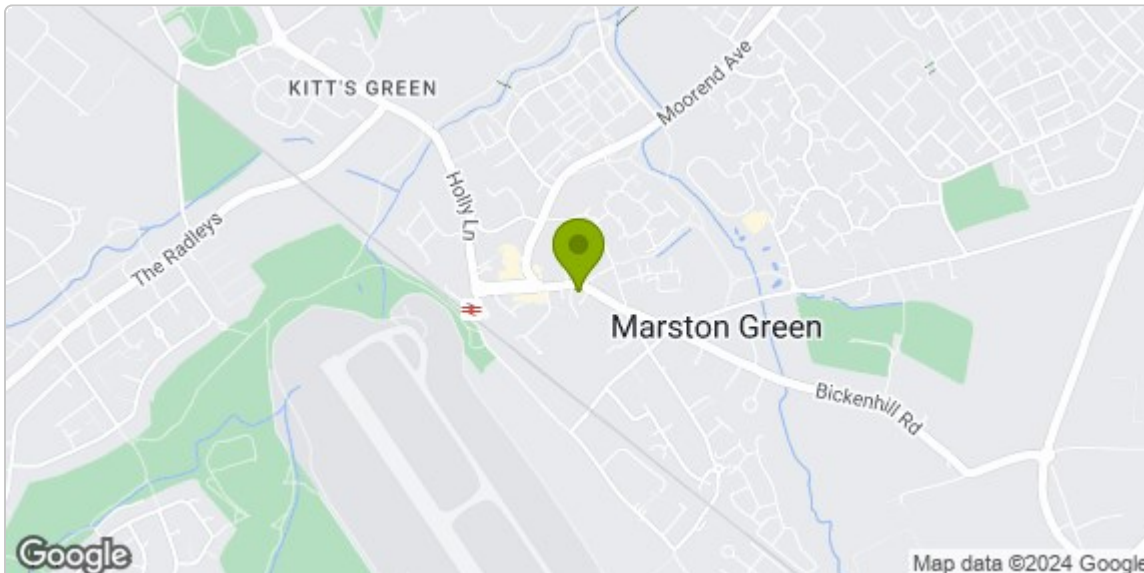 KITT'S GREEN
Moorend Ave
Holly Ln
The Radleys
Marston Green
Bickenhill Rd
Google
Map data ©2024 Google